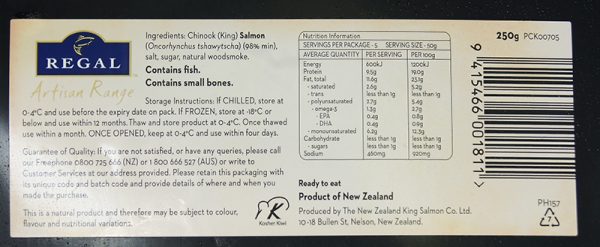 REGAL
Artisan Range
Ingredients: Chinook (King) Salmon
(Oncorhynchus tshawytscha) (98% min),
salt, sugar, natural woodsmoke.
Contains fish.
Contains small bones.
Storage Instructions: If CHILLED, store at
0-4°C and use before the expiry date on pack. If FROZEN, store at -18°C or
below and use within 12 months. Thaw and store product at 0-4°C. Once thawed
use within a month. ONCE OPENED, keep at 0-4°C and use within four days.
Guarantee of Quality: If you are not satisfied, or have any queries, please call
our Freephone 0800 725 666 (NZ) or 1 800 666 527 (AUS) or write to
Customer Services at our address provided. Please retain this packaging with
its unique code and batch code and provide details of where and when you
made the purchase.
This is a natural product and therefore may be subject to colour,
flavour and nutritional variations.
K
Kosher Kiwi
Nutrition Information
SERVINGS PER PACKAGE - 5 SERVING SIZE - 50g
AVERAGE QUANTITY PER SERVING PER 100g
Energy 600kJ 1200kJ
Protein 9.5g 19.0g
Fat, total 11.6g 23.1g
- saturated 2.6g 5.2g
- trans less than 1g less than 1g
- polyunsaturated 2.7g 5.4g
- omega-3 1.3g 2.7g
- EPA 0.4g 0.8g
- DHA 0.4g 0.9g
- monounsaturated 6.2g 12.3g
Carbohydrate less than 1g less than 1g
- sugars less than 1g less than 1g
Sodium 460mg 920mg
Ready to eat
Product of New Zealand
Produced by The New Zealand King Salmon Co. Ltd.
10-18 Bullen St, Nelson, New Zealand.
250g PCK00705
9 415466 001811
PH157
7